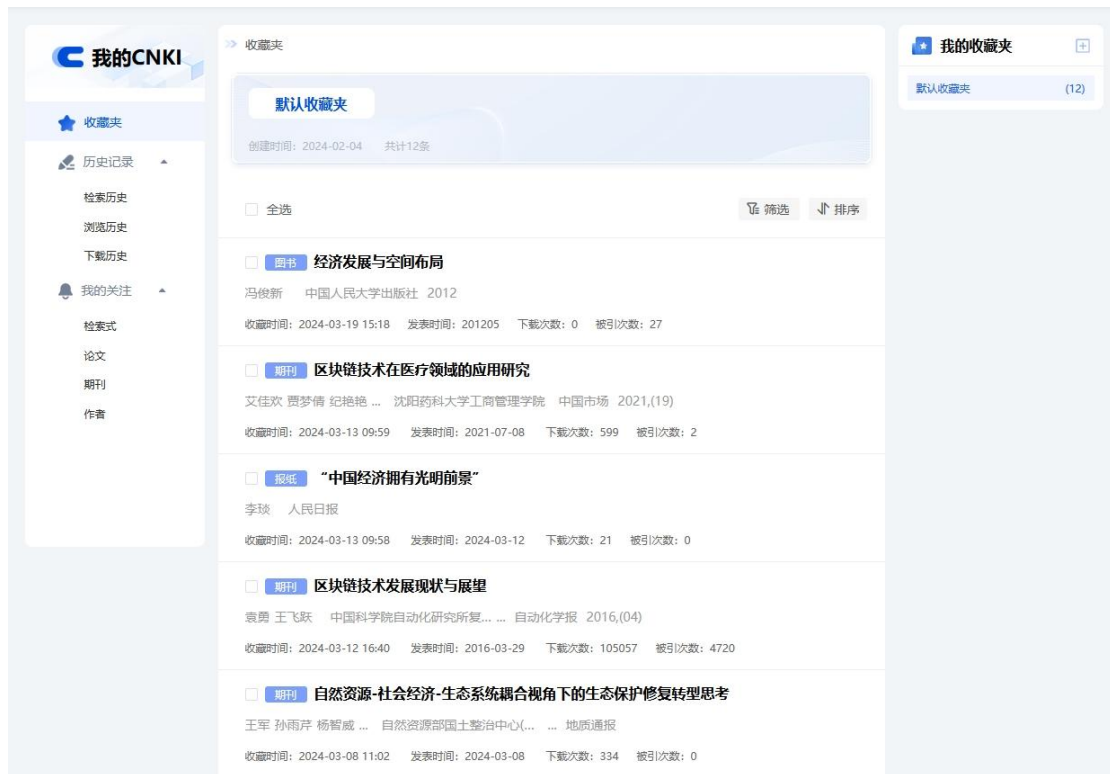 我的CNKI
收藏夹
历史记录
检索历史
浏览历史
下载历史
我的关注
检索式
论文
期刊
作者
收藏夹
默认收藏夹
创建时间：2024-02-04 共计12条
全选 筛选 排序
图书 经济发展与空间布局
冯俊新 中国人民大学出版社 2012
收藏时间：2024-03-19 15:18 发表时间：201205 下载次数：0 被引次数：27
期刊 区块链技术在医疗领域的应用研究
艾佳欢 贾梦倩 纪艳艳 ... 沈阳药科大学工商管理学院 中国市场 2021,(19)
收藏时间：2024-03-13 09:59 发表时间：2021-07-08 下载次数：599 被引次数：2
报纸 “中国经济拥有光明前景”
李琰 人民日报
收藏时间：2024-03-13 09:58 发表时间：2024-03-12 下载次数：21 被引次数：0
期刊 区块链技术发展现状与展望
袁勇 王飞跃 中国科学院自动化研究所复... ... 自动化学报 2016,(04)
收藏时间：2024-03-12 16:40 发表时间：2016-03-29 下载次数：105057 被引次数：4720
期刊 自然资源-社会经济-生态系统耦合视角下的生态保护修复转型思考
王军 孙雨芹 杨智威 ... 自然资源部国土整治中心(... ... 地质通报
收藏时间：2024-03-08 11:02 发表时间：2024-03-08 下载次数：334 被引次数：0
我的收藏夹
默认收藏夹 (12)